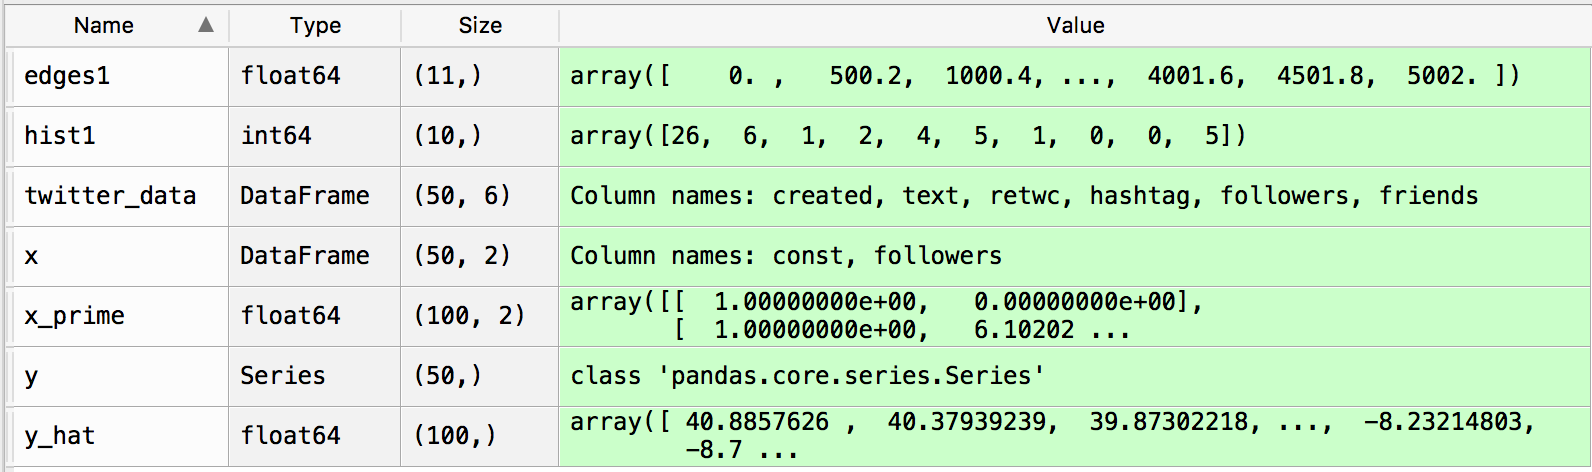 Name ▲ Type Size Value
edges1 float64 (11,) array([ 0. , 500.2, 1000.4, ..., 4001.6, 4501.8, 5002. ])
hist1 int64 (10,) array([26, 6, 1, 2, 4, 5, 1, 0, 0, 5])
twitter_data DataFrame (50, 6) Column names: created, text, retwc, hashtag, followers, friends
x DataFrame (50, 2) Column names: const, followers
x_prime float64 (100, 2) array([[ 1.00000000e+00, 0.00000000e+00],
[ 1.00000000e+00, 6.10202 ...
y Series (50,) class 'pandas.core.series.Series'
y_hat float64 (100,) array([ 40.8857626 , 40.37939239, 39.87302218, ..., -8.23214803,
-8.7 ...